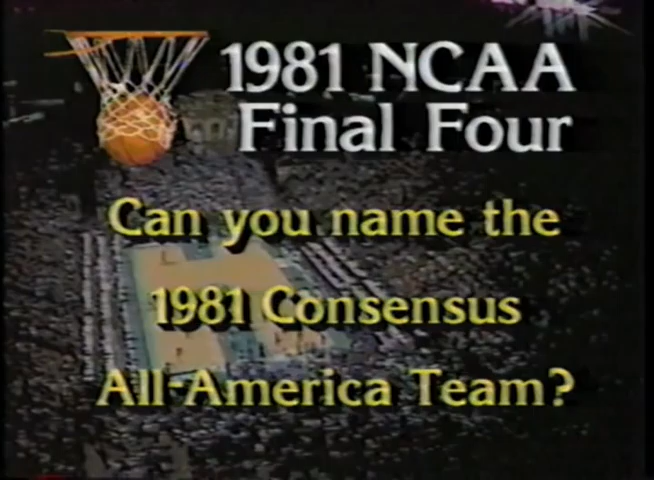 1981 NCAA
Final Four
Can you name the
1981 Consensus
All-America Team?